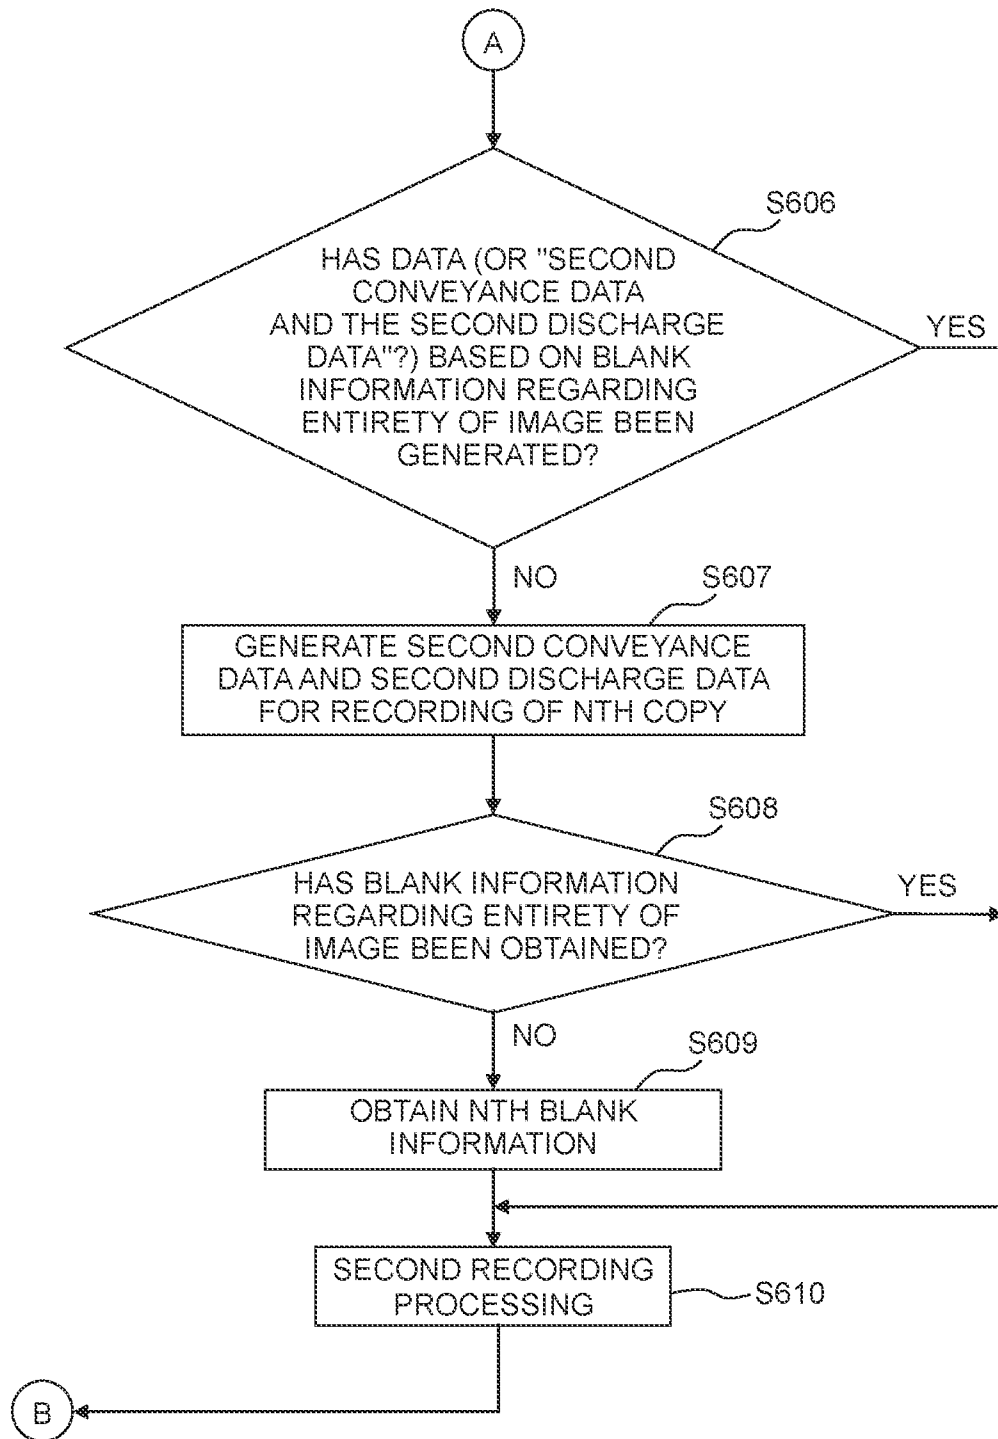 A
S606
HAS DATA (OR "SECOND
CONVEYANCE DATA
AND THE SECOND DISCHARGE
DATA"?) BASED ON BLANK
INFORMATION REGARDING
ENTIRETY OF IMAGE BEEN
GENERATED?
YES
NO
S607
GENERATE SECOND CONVEYANCE
DATA AND SECOND DISCHARGE DATA
FOR RECORDING OF NTH COPY
S608
HAS BLANK INFORMATION
REGARDING ENTIRETY OF
IMAGE BEEN OBTAINED?
YES
NO
S609
OBTAIN NTH BLANK
INFORMATION
SECOND RECORDING
PROCESSING
S610
B